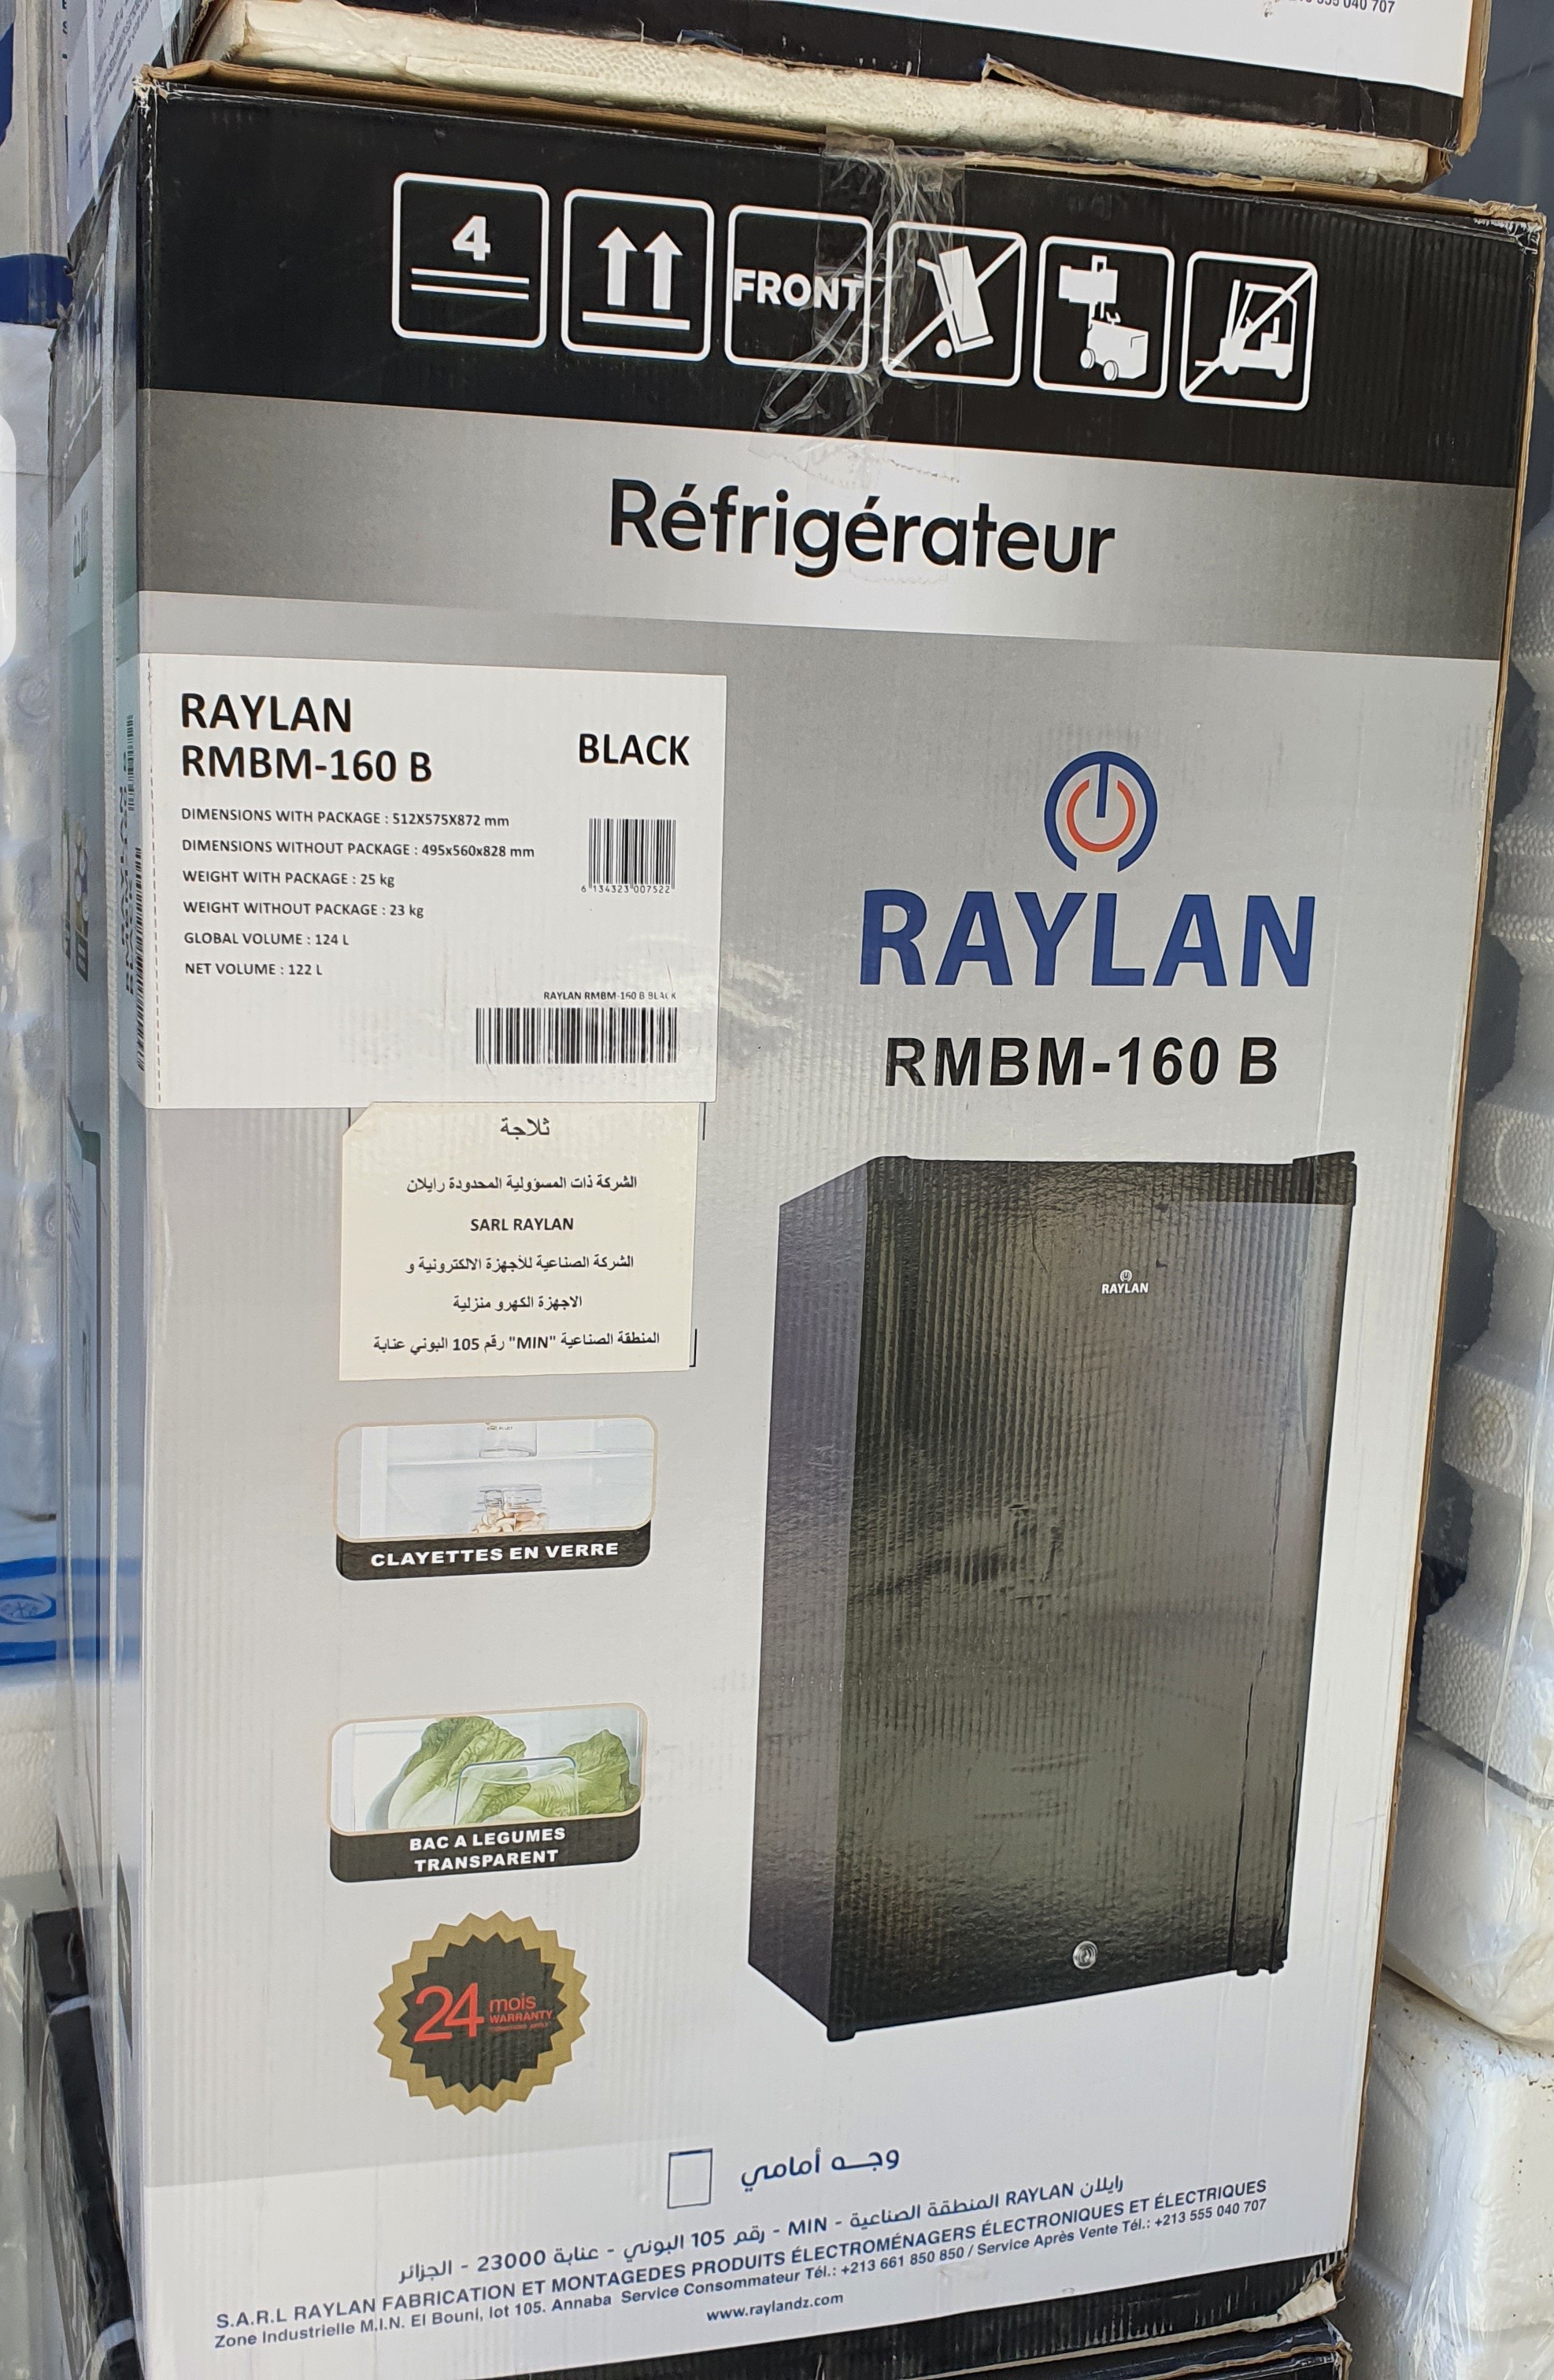 040 707
4
FRONT
Réfrigérateur
RAYLAN
RMBM-160 B
BLACK
DIMENSIONS WITH PACKAGE : 512X575X872 mm
DIMENSIONS WITHOUT PACKAGE : 495x560x828 mm
WEIGHT WITH PACKAGE : 25 kg
WEIGHT WITHOUT PACKAGE : 23 kg
GLOBAL VOLUME : 124 L
NET VOLUME : 122 L
6 134323 007522
RAYLAN RMBM-160 B BLACK
RAYLAN
RMBM-160 B
ثلاجة
الشركة ذات المسؤولية المحدودة رايلان
SARL RAYLAN
الشركة الصناعية للأجهزة الالكترونية و
الاجهزة الكهرو منزلية
المنطقة الصناعية "MIN" رقم 105 البوني عنابة
RAYLAN
CLAYETTES EN VERRE
BAC A LEGUMES
TRANSPARENT
24 mois
WARRANTY
وجه أمامي
رايلان RAYLAN المنطقة الصناعية - MIN - رقم 105 البوني - عنابة 23000 - الجزائر
S.A.R.L RAYLAN FABRICATION ET MONTAGEDES PRODUITS ÉLECTROMÉNAGERS ÉLECTRONIQUES ET ÉLECTRIQUES
Zone Industrielle M.I.N. El Bouni, lot 105. Annaba Service Consommateur Tél.: +213 661 850 850 / Service Après Vente Tél.: +213 555 040 707
www.raylandz.com